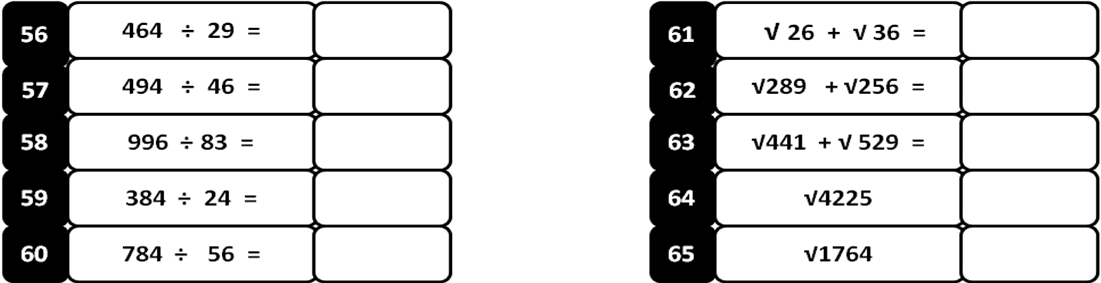 56 464 ÷ 29 =
57 494 ÷ 46 =
58 996 ÷ 83 =
59 384 ÷ 24 =
60 784 ÷ 56 =
61 √ 26 + √ 36 =
62 √289 + √256 =
63 √441 + √ 529 =
64 √4225
65 √1764